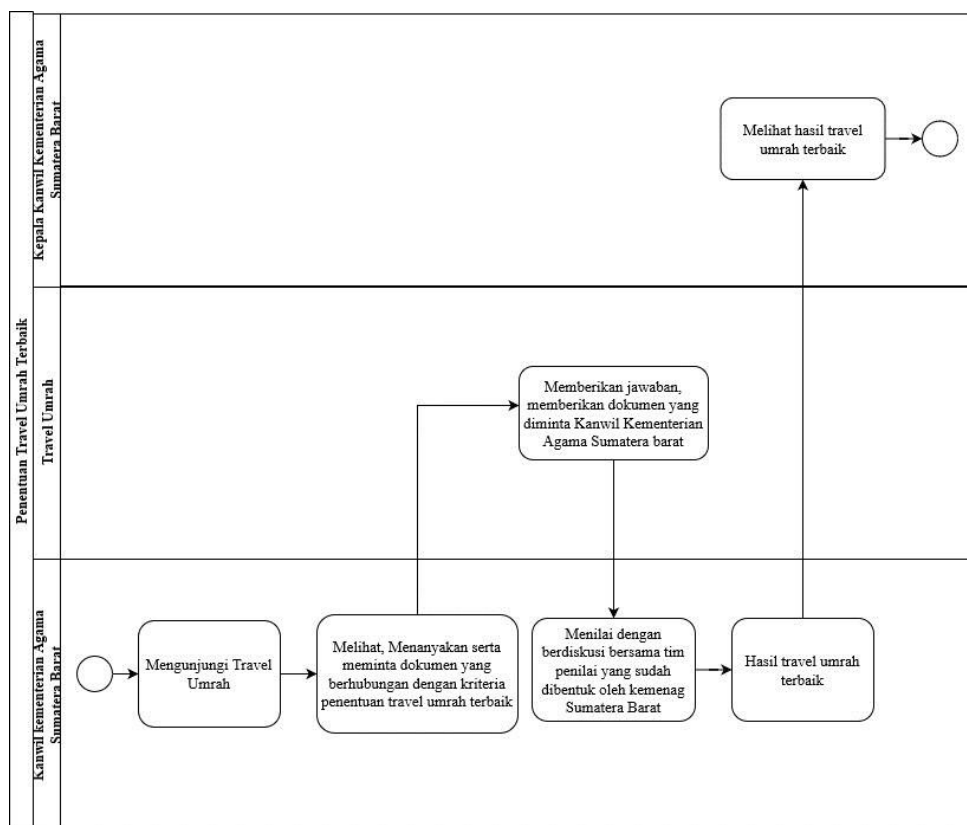 Penentuan Travel Umrah Terbaik
Kepala Kanwil Kementerian Agama
Sumatera Barat
Melihat hasil travel
umrah terbaik
Travel Umrah
Memberikan jawaban,
memberikan dokumen yang
diminta Kanwil Kementerian
Agama Sumatera barat
Kanwil kementerian Agama
Sumatera Barat
Mengunjungi Travel
Umrah
Melihat, Menanyakan serta
meminta dokumen yang
berhubungan dengan kriteria
penentuan travel umrah terbaik
Menilai dengan
berdiskusi bersama tim
penilai yang sudah
dibentuk oleh kemenag
Sumatera Barat
Hasil travel umrah
terbaik